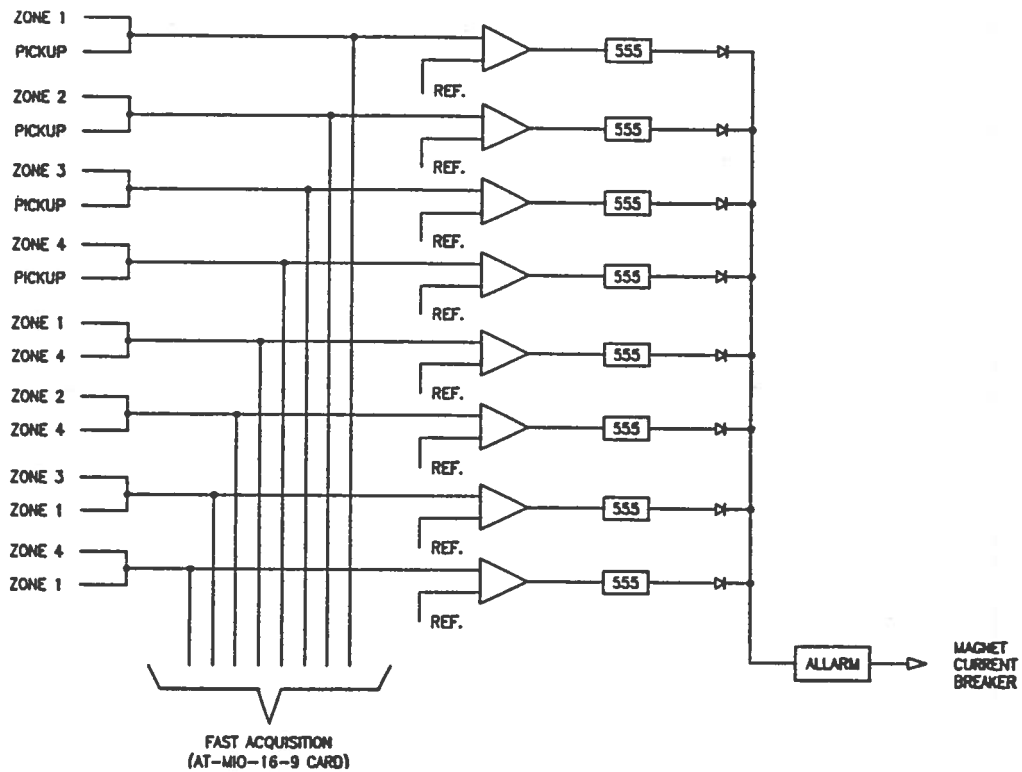 ZONE 1
PICKUP
555
REF.
ZONE 2
PICKUP
555
REF.
ZONE 3
PICKUP
555
REF.
ZONE 4
PICKUP
555
REF.
ZONE 1
ZONE 4
555
REF.
ZONE 2
ZONE 4
555
REF.
ZONE 3
ZONE 1
555
REF.
ZONE 4
ZONE 1
555
REF.
ALLARM
MAGNET
CURRENT
BREAKER
FAST ACQUISITION
(AT-MIO-16-9 CARD)